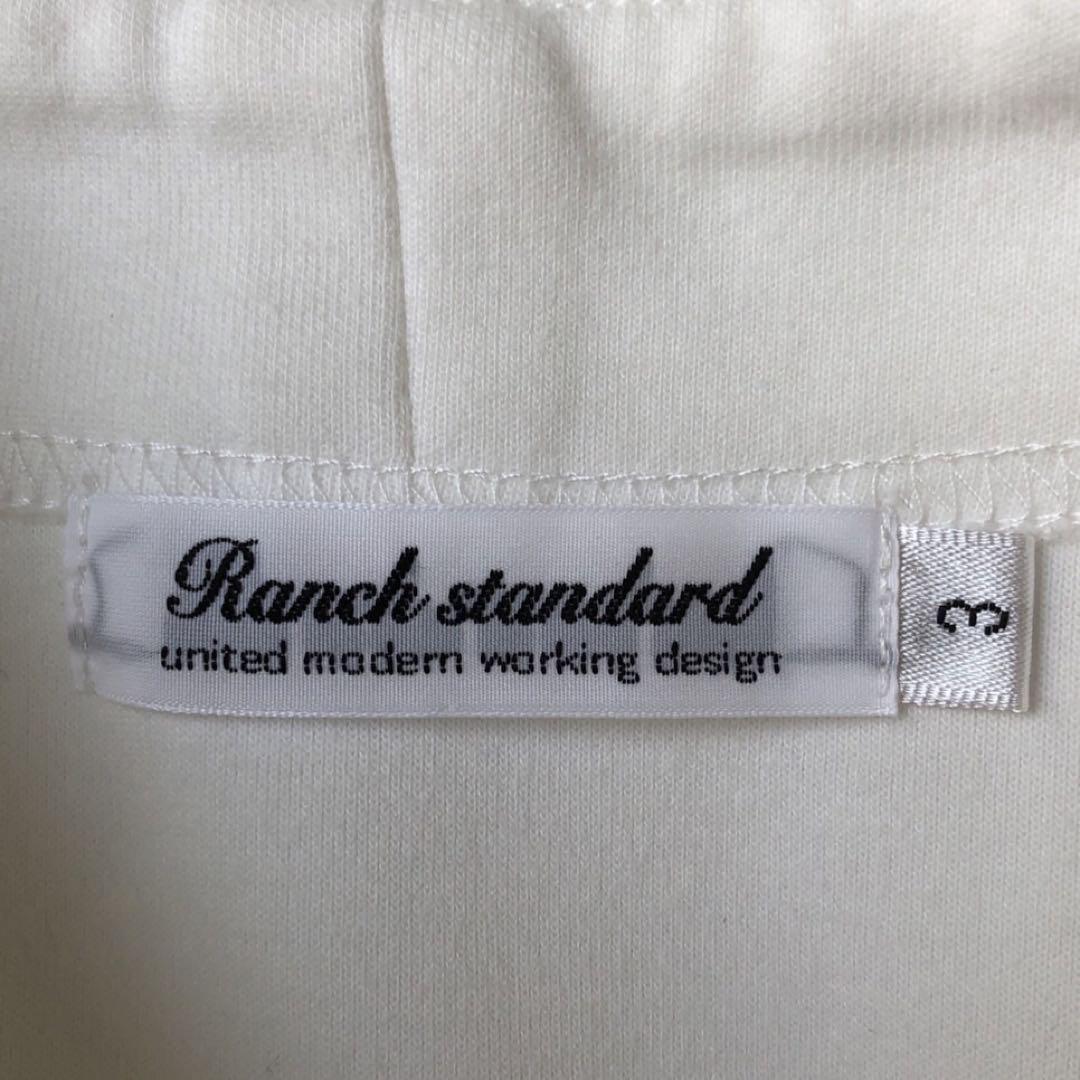 Ranch standard
united modern working design
3